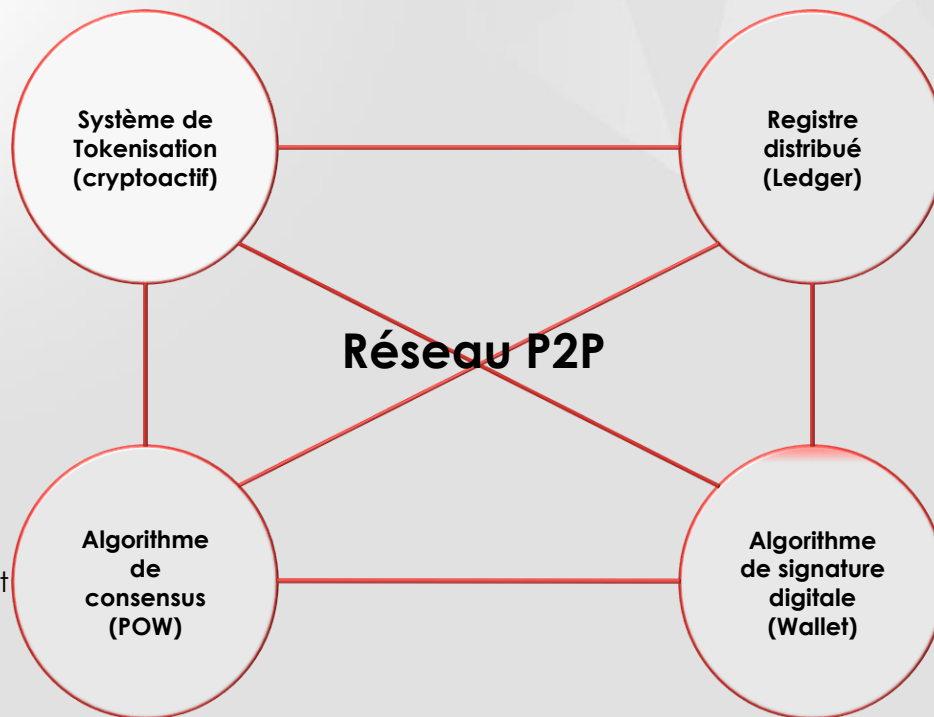 Système de
Tokenisation
(cryptoactif)
Registre
distribué
(Ledger)
Réseau P2P
Algorithme
de
consensus
(POW)
Algorithme
de signature
digitale
(Wallet)